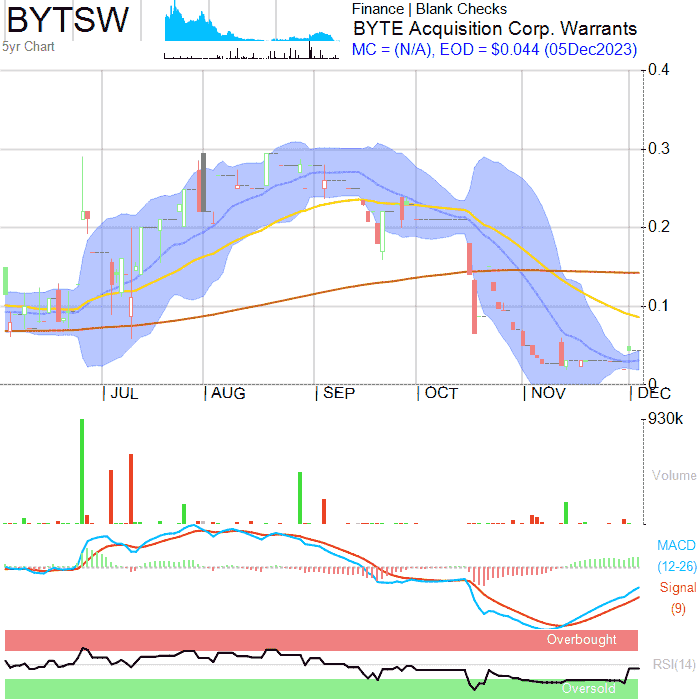 BYTSW
5yr Chart
Finance | Blank Checks
BYTE Acquisition Corp. Warrants
MC = (N/A), EOD = $0.044 (05Dec2023)
0.4
0.3
0.2
0.1
0
JUL
AUG
SEP
OCT
NOV
DEC
930k
Volume
MACD
(12-26)
Signal
(9)
Overbought
RSI(14)
Oversold